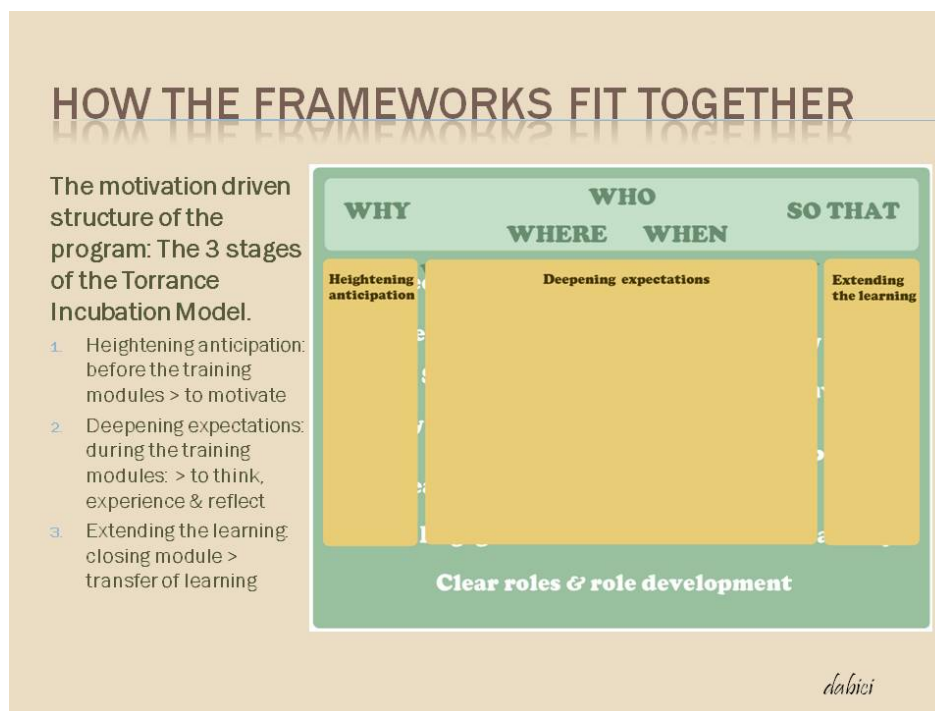 HOW THE FRAMEWORKS FIT TOGETHER
The motivation driven
structure of the
program: The 3 stages
of the Torrance
Incubation Model.
1. Heightening anticipation:
before the training
modules > to motivate
2. Deepening expectations:
during the training
modules: > to think,
experience & reflect
3. Extending the learning:
closing module >
transfer of learning
WHY
WHO
SO THAT
WHERE WHEN
Heightening
anticipation
Deepening expectations
Extending
the learning
Clear roles & role development
dabici